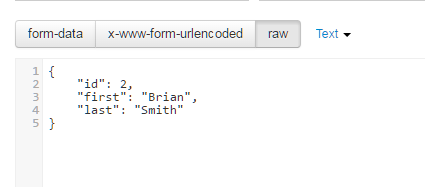 form-data x-www-form-urlencoded raw Text
1 {
2     "id": 2,
3     "first": "Brian",
4     "last": "Smith"
5 }